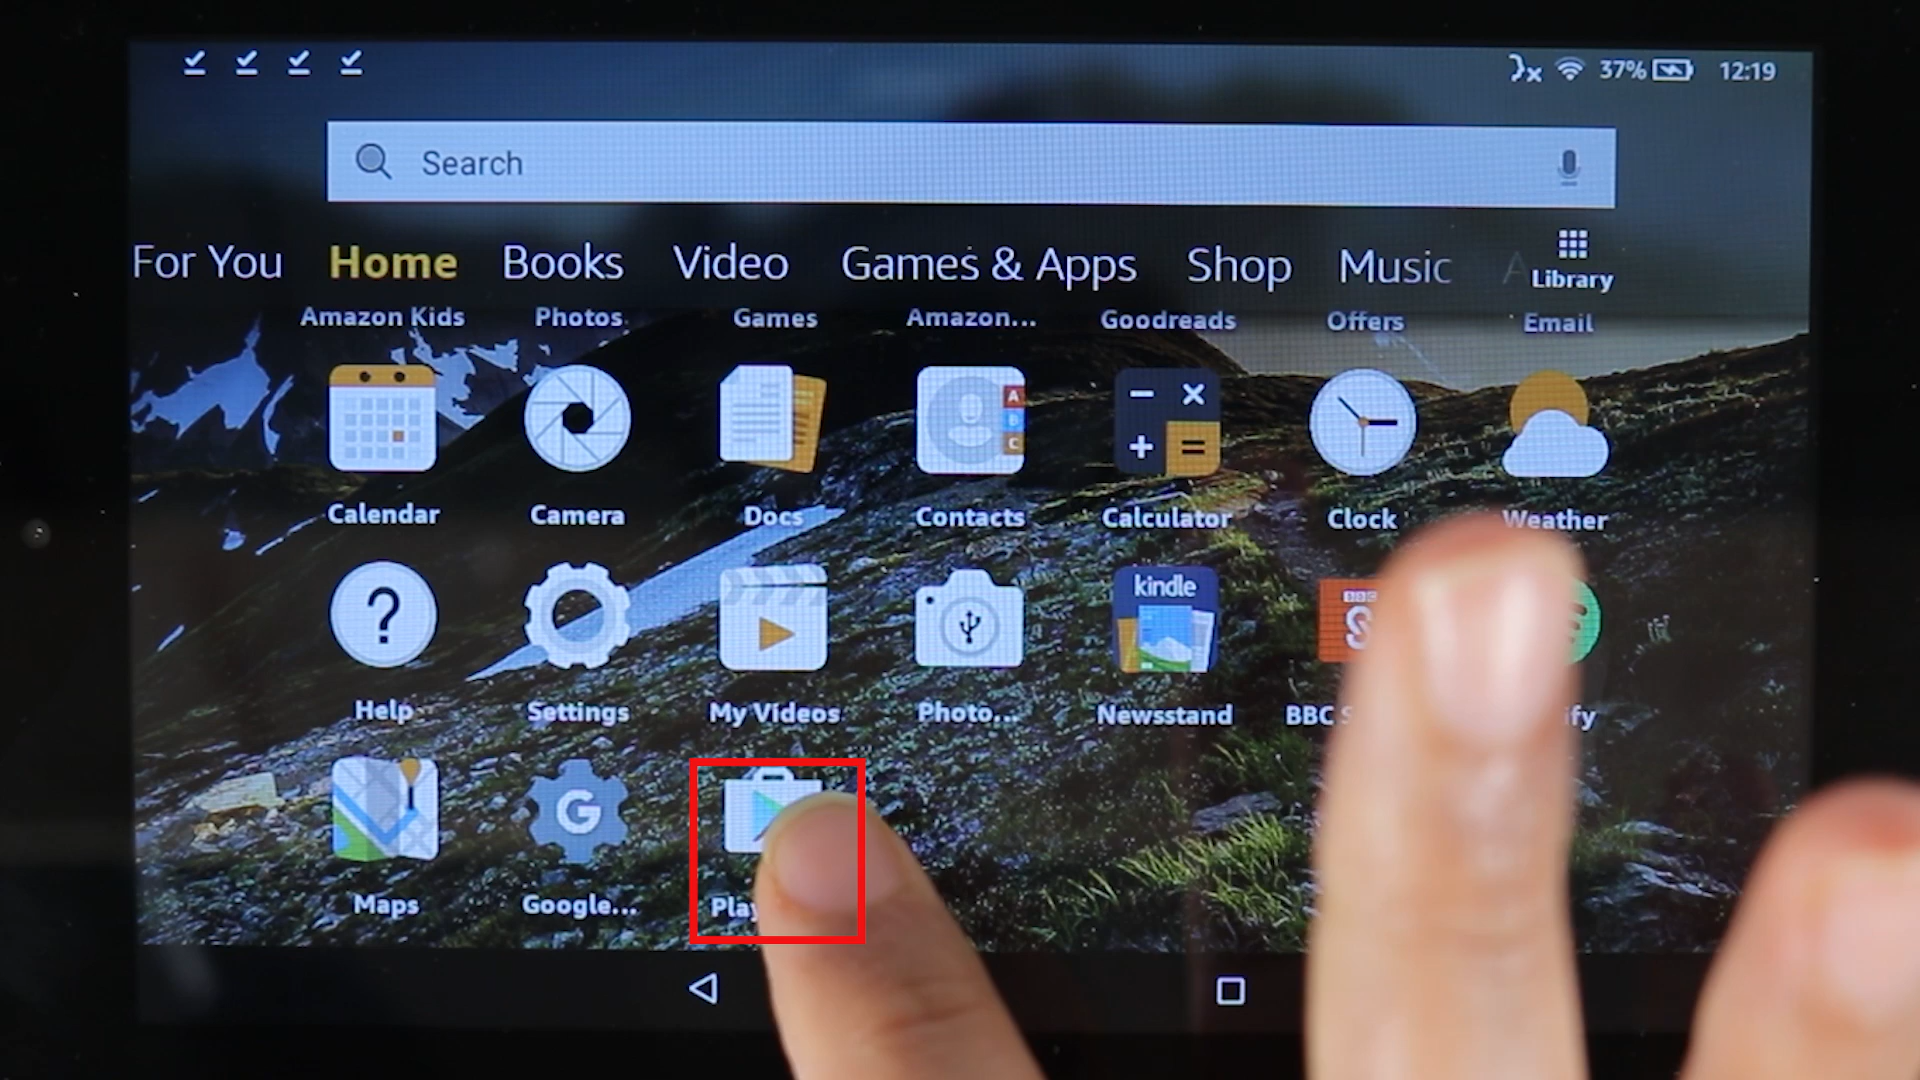 37% 12:19
Search
For You Home Books Video Games & Apps Shop Music A Library
Amazon Kids Photos Games Amazon... Goodreads Offers Email
A
B
C
Calendar Camera Docs Contacts Calculator Clock Weather
kindle
BBC
S
Help Settings My Videos Photo... Newsstand BBC S ify
G
Maps Google... Play